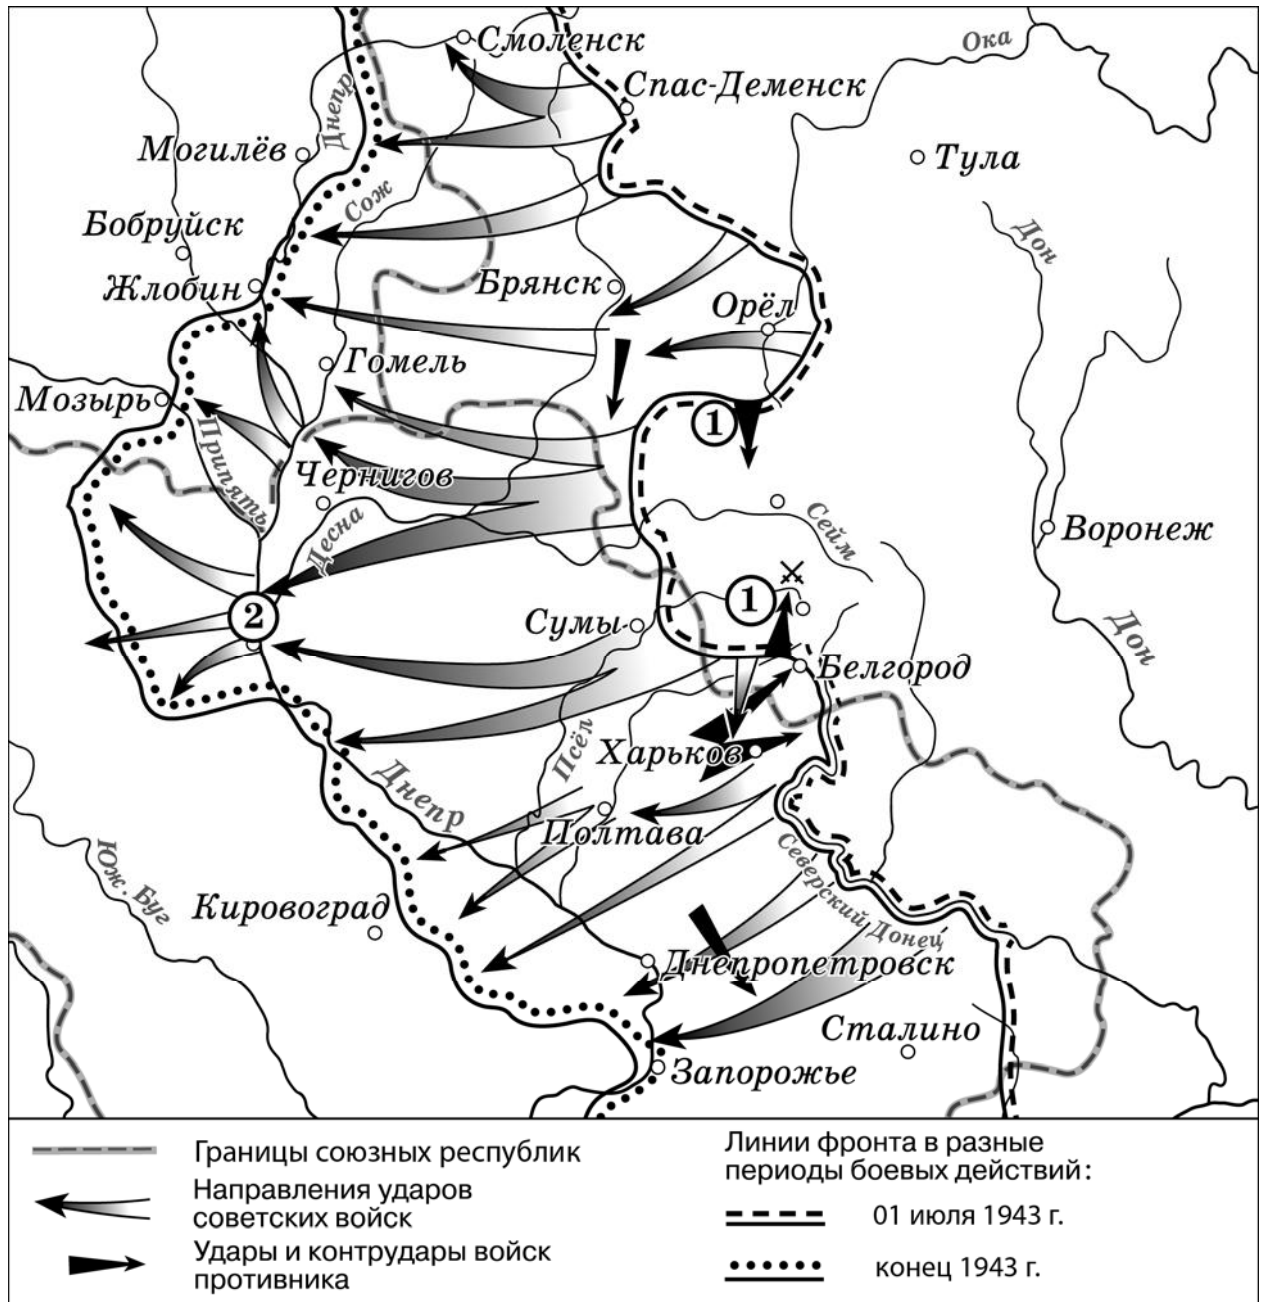 Смоленск
Ока
Спас-Деменск
Днепр
Могилёв
Тула
Сож
Бобруйск
Дон
Жлобин
Брянск
Орёл
Гомель
Мозырь
1
Припять
Чернигов
Десна
Сейм
Воронеж
1
2
Сумы
Дон
Белгород
Псёл
Харьков
Днепр
Полтава
Юж. Буг
Северский Донец
Кировоград
Днепропетровск
Сталино
Запорожье
Границы союзных республик
Направления ударов
советских войск
Удары и контрудары войск
противника
Линии фронта в разные
периоды боевых действий:
01 июля 1943 г.
конец 1943 г.